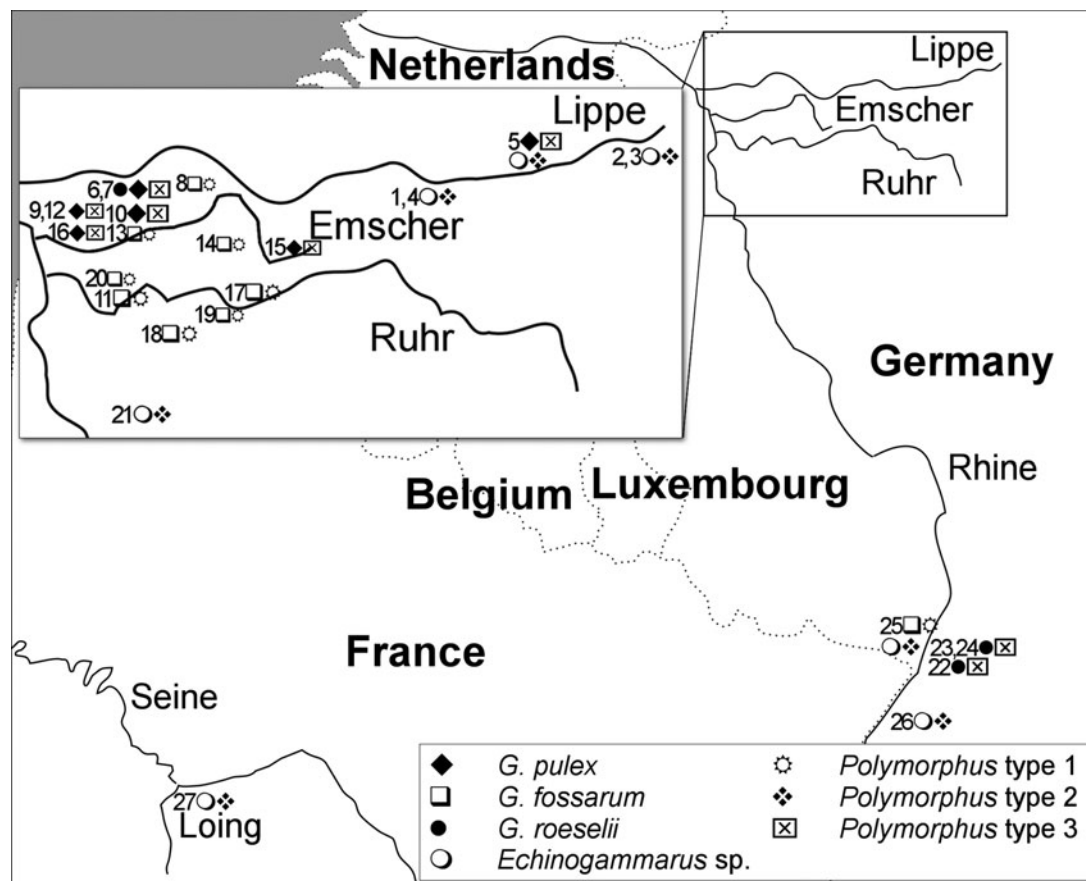 Netherlands
Lippe
Emscher
Ruhr
Lippe
5
2,3
1,4
6,7
8
9,12
10
16
13
Emscher
14
15
20
11
17
19
18
Ruhr
21
Germany
Rhine
Belgium
Luxembourg
France
25
23,24
22
26
Seine
27
Loing
G. pulex
G. fossarum
G. roeselii
Echinogammarus sp.
Polymorphus type 1
Polymorphus type 2
Polymorphus type 3